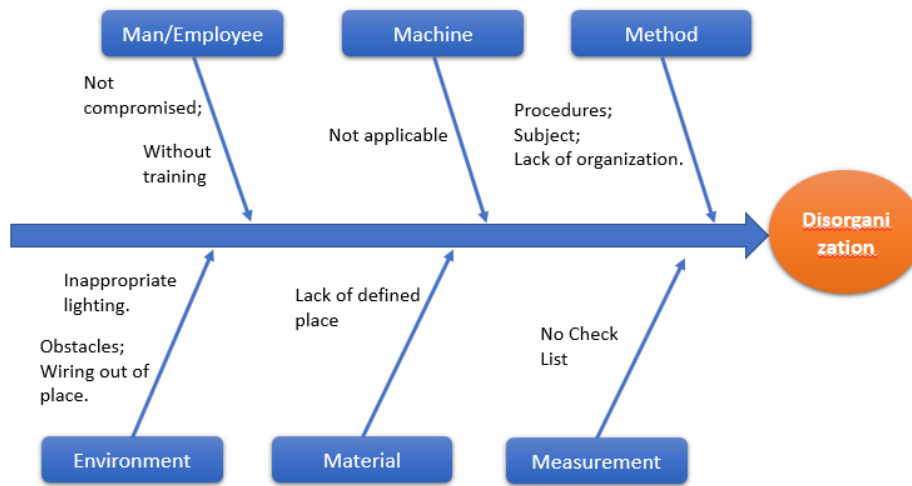 Man/Employee
Machine
Method
Not
compromised;
Without
training
Not applicable
Procedures;
Subject;
Lack of organization.
Disorgani
zation
Inappropriate
lighting.
Obstacles;
Wiring out of
place.
Lack of defined
place
No Check
List
Environment
Material
Measurement